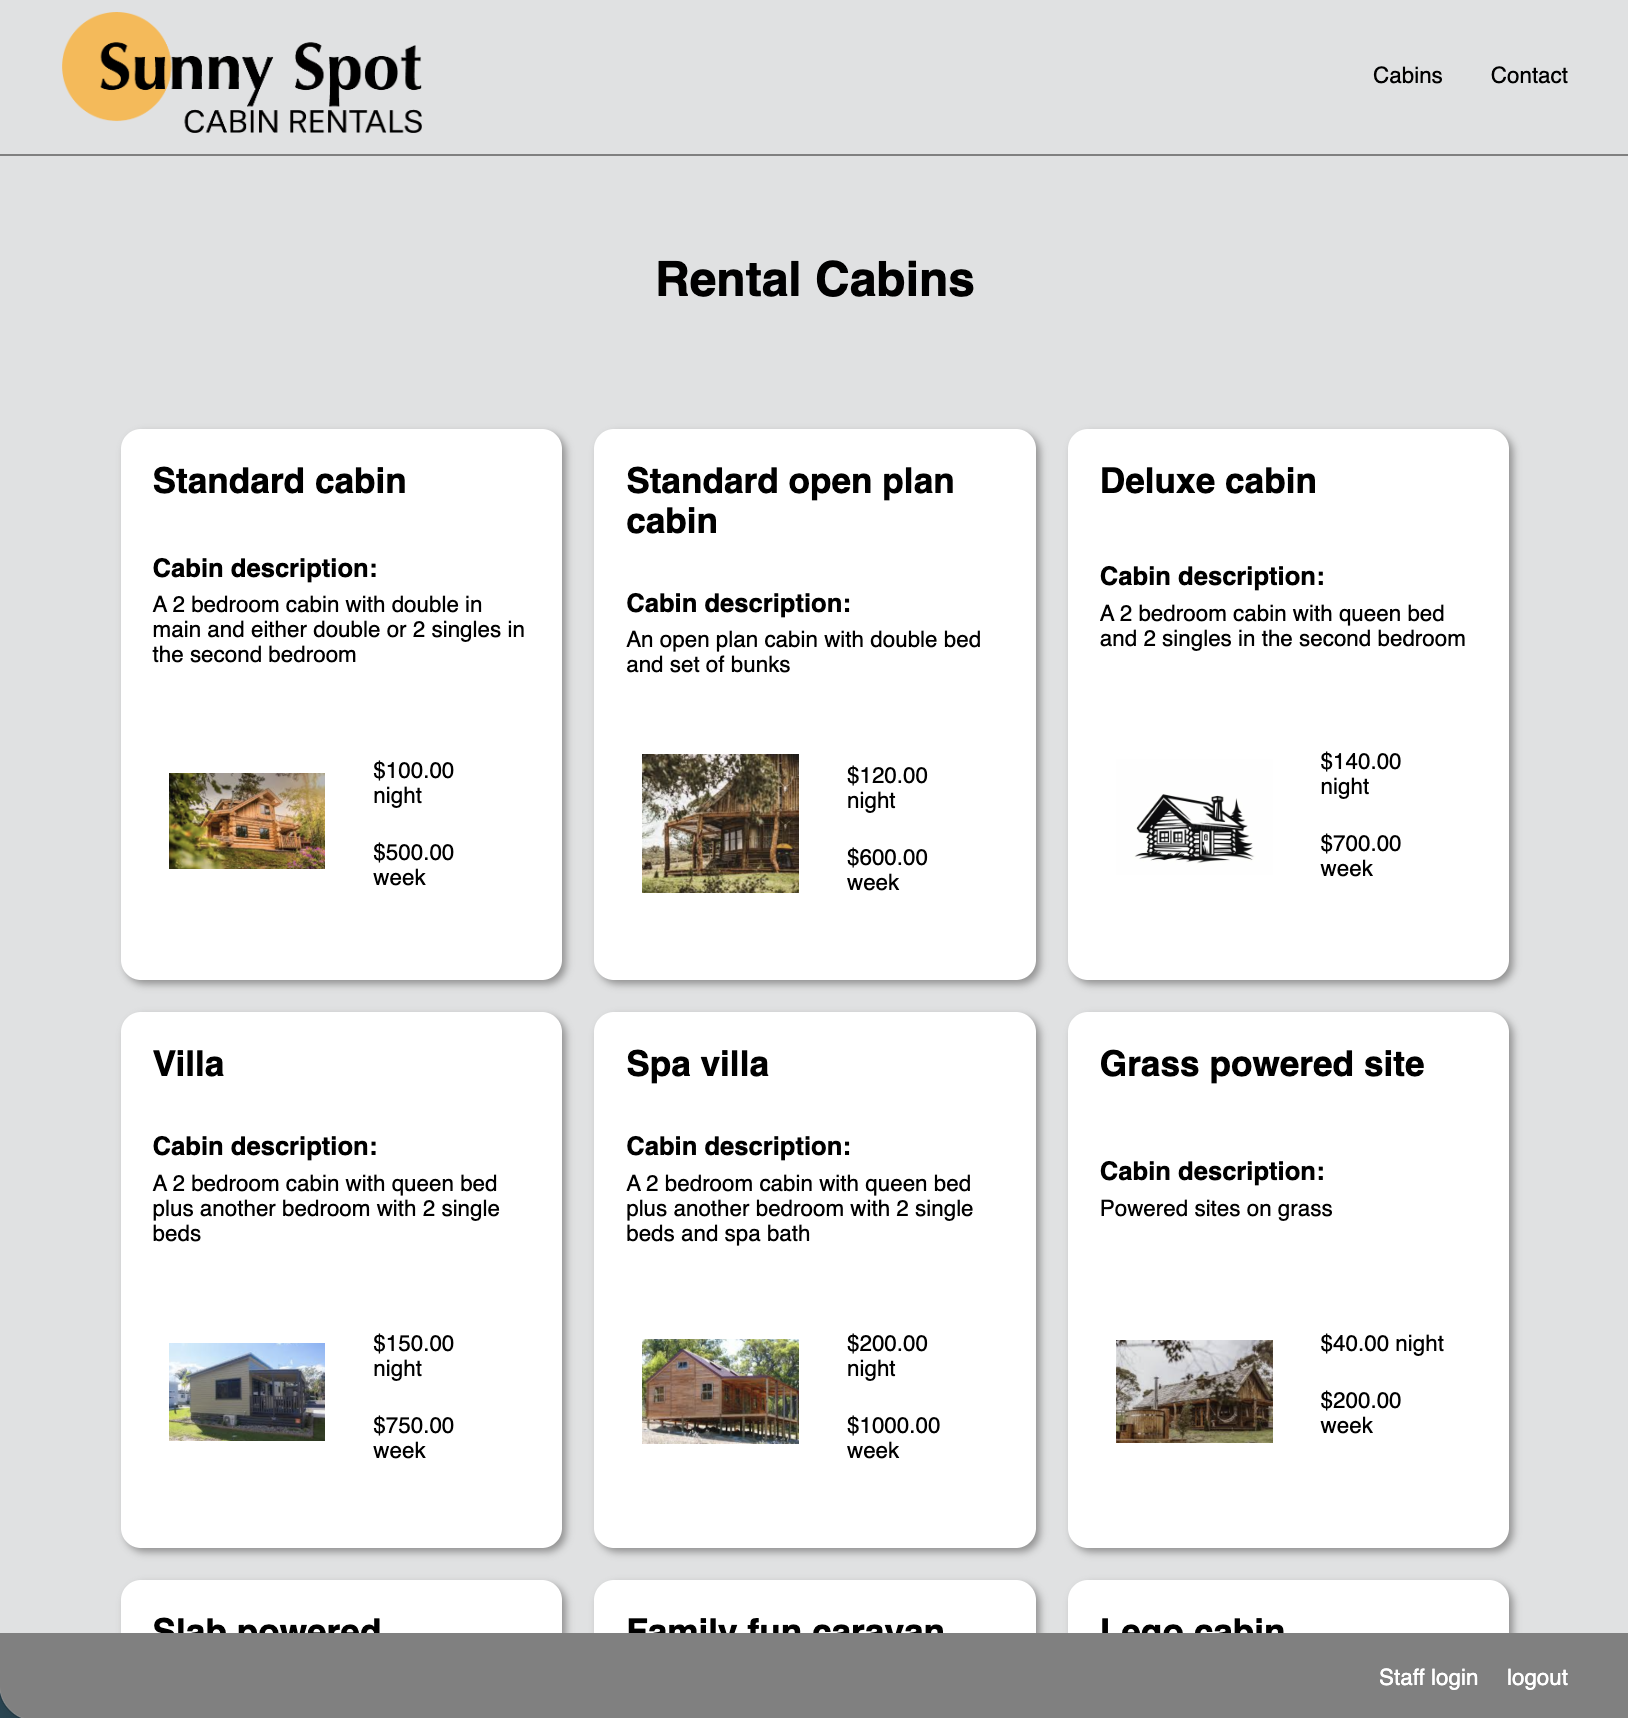 Sunny Spot
CABIN RENTALS
Cabins
Contact
Rental Cabins
Standard cabin
Cabin description:
A 2 bedroom cabin with double in
main and either double or 2 singles in
the second bedroom
$100.00
night
$500.00
week
Standard open plan
cabin
Cabin description:
An open plan cabin with double bed
and set of bunks
$120.00
night
$600.00
week
Deluxe cabin
Cabin description:
A 2 bedroom cabin with queen bed
and 2 singles in the second bedroom
$140.00
night
$700.00
week
Villa
Cabin description:
A 2 bedroom cabin with queen bed
plus another bedroom with 2 single
beds
$150.00
night
$750.00
week
Spa villa
Cabin description:
A 2 bedroom cabin with queen bed
plus another bedroom with 2 single
beds and spa bath
$200.00
night
$1000.00
week
Grass powered site
Cabin description:
Powered sites on grass
$40.00 night
$200.00
week
Slab powered
Family fun caravan
Lego cabin
Staff login
logout